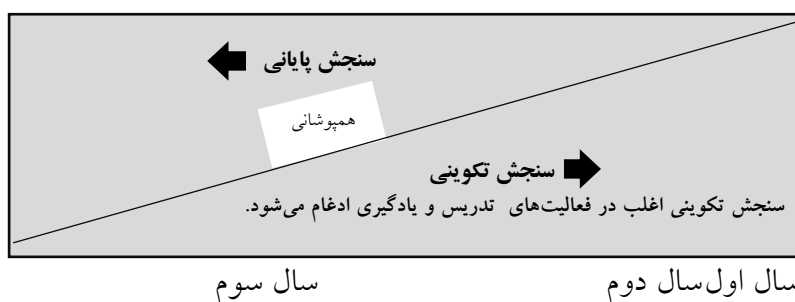 سنجش پایانی
همپوشانی
سنجش تکوینی
سنجش تکوینی اغلب در فعالیت‌های تدریس و یادگیری ادغام می‌شود.
سال اول سال دوم سال سوم